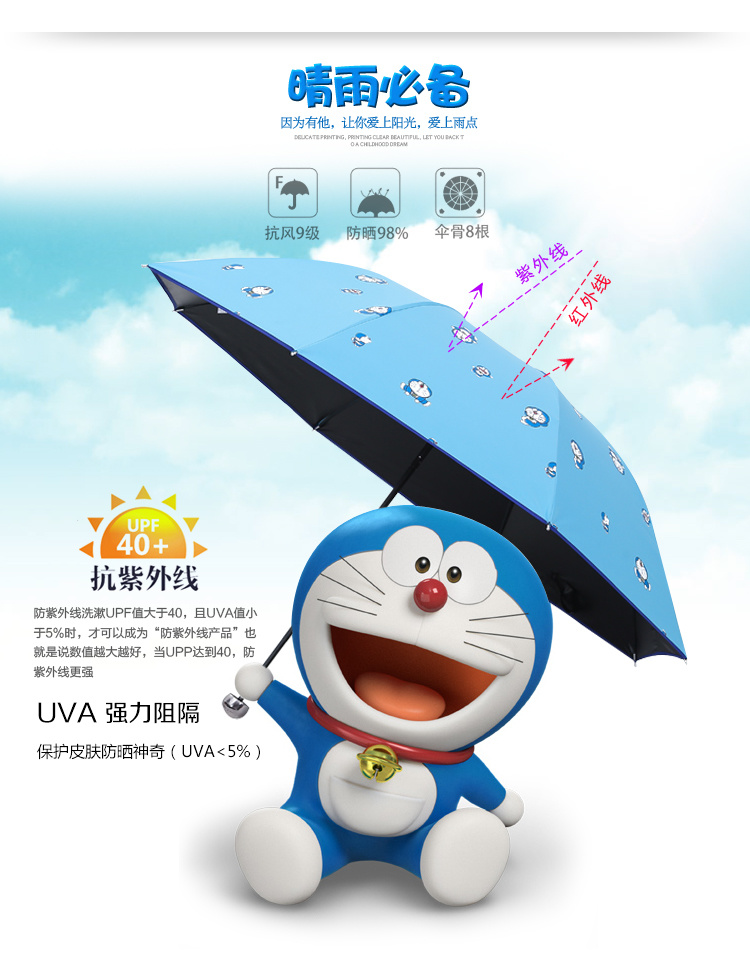 晴雨必备
因为有他，让你爱上阳光，爱上雨点
DELICATE PRINTING, PRINTING CLEAR BEAUTIFUL, LET YOU BACK T
O A CHILDHOOD DREAM
F
抗风9级
防晒98%
伞骨8根
紫外线
红外线
UPF
40+
抗紫外线
防紫外线洗漱UPF值大于40，且UVA值小
于5%时，才可以成为“防紫外线产品”也
就是说数值越大越好，当UPP达到40，防
紫外线更强
UVA 强力阻隔
保护皮肤防晒神奇（UVA<5%）